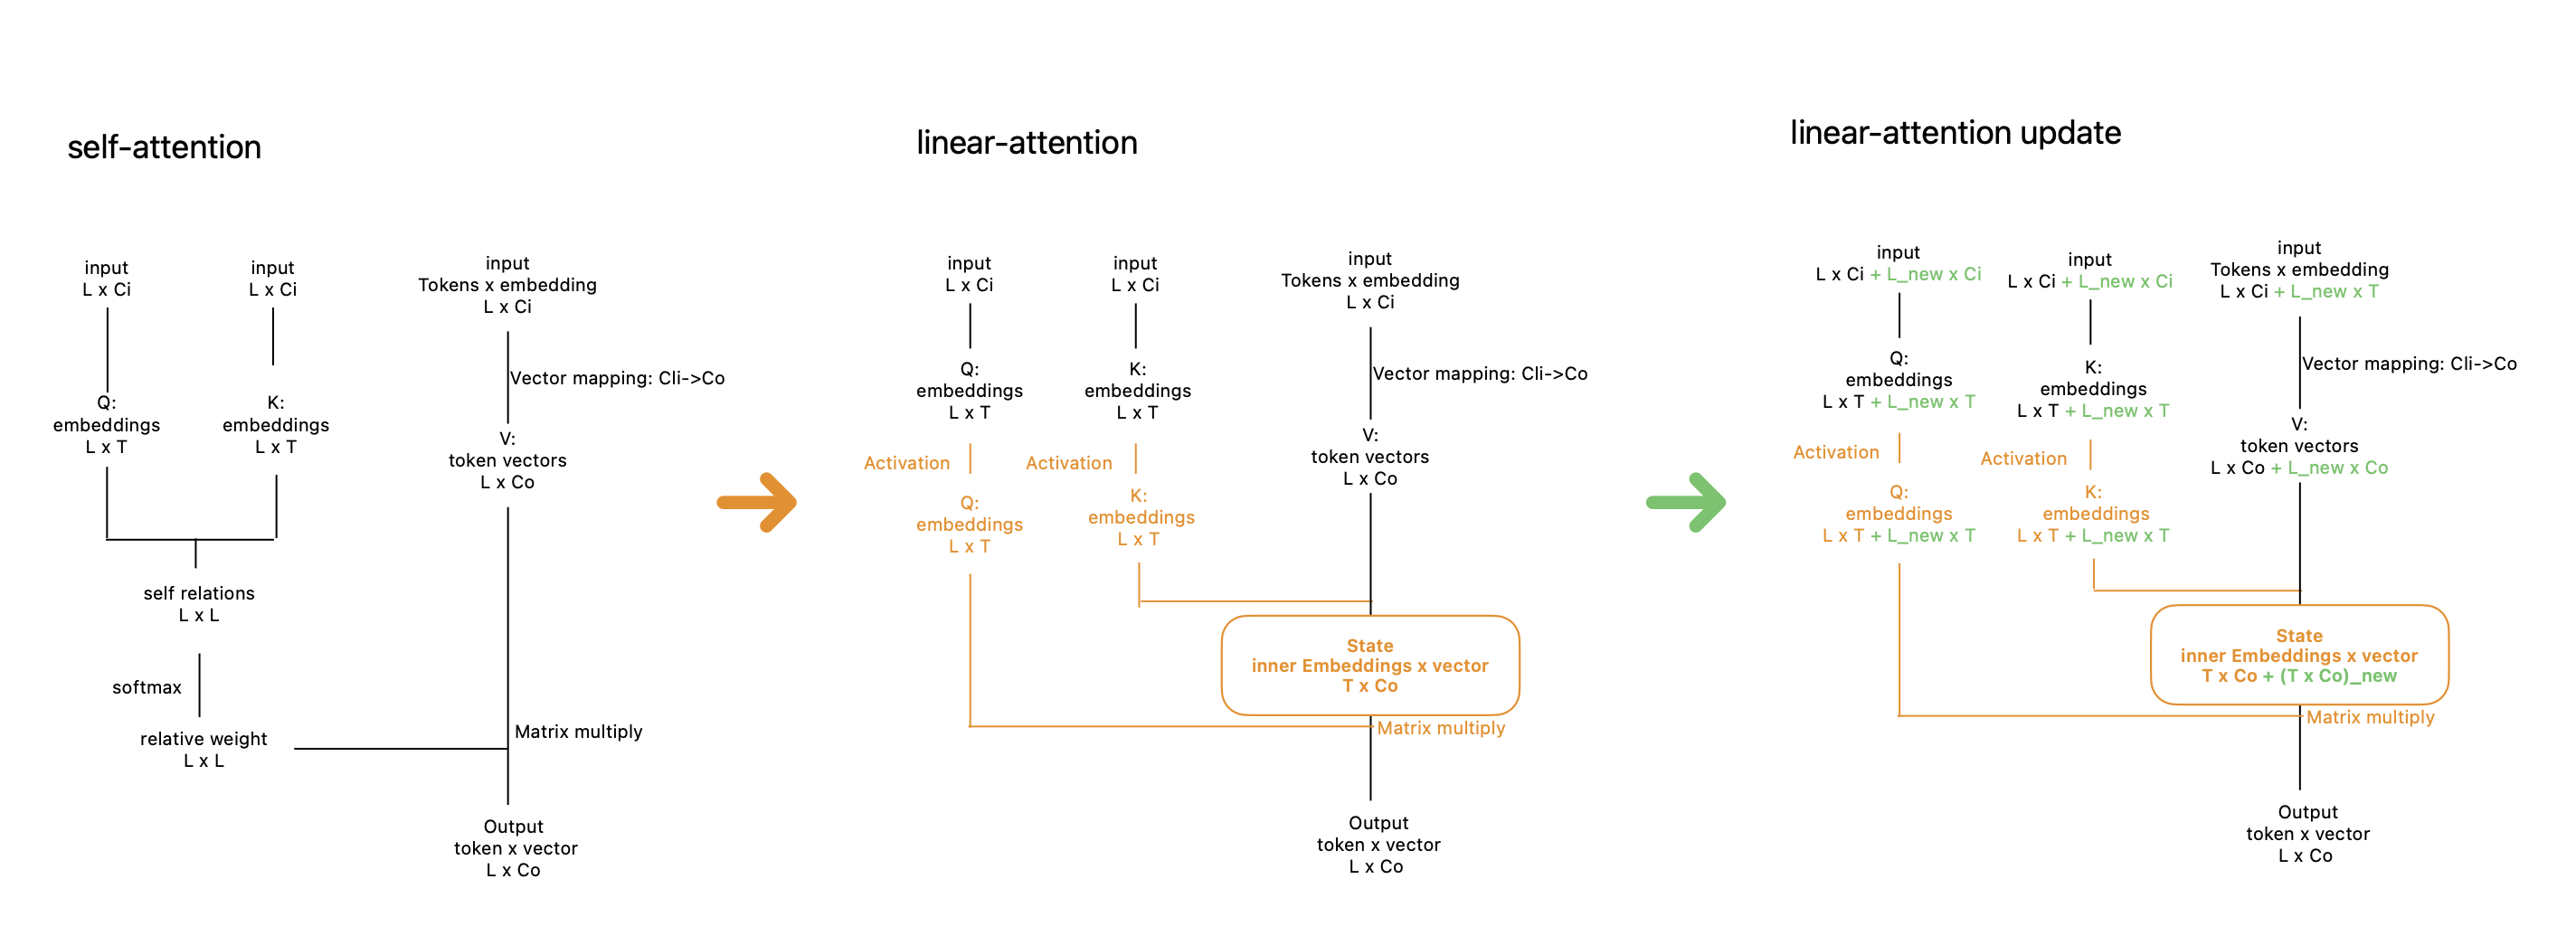 self-attention
input
L x Ci
input
L x Ci
input
Tokens x embedding
L x Ci
Vector mapping: Cli->Co
Q:
embeddings
L x T
K:
embeddings
L x T
V:
token vectors
L x Co
self relations
L x L
softmax
relative weight
L x L
Matrix multiply
Output
token x vector
L x Co
linear-attention
input
L x Ci
input
L x Ci
input
Tokens x embedding
L x Ci
Vector mapping: Cli->Co
Q:
embeddings
L x T
K:
embeddings
L x T
V:
token vectors
L x Co
Activation
Activation
Q:
embeddings
L x T
K:
embeddings
L x T
State
inner Embeddings x vector
T x Co
Matrix multiply
Output
token x vector
L x Co
linear-attention update
input
L x Ci + L_new x Ci
input
L x Ci + L_new x Ci
input
Tokens x embedding
L x Ci + L_new x T
Vector mapping: Cli->Co
Q:
embeddings
L x T + L_new x T
K:
embeddings
L x T + L_new x T
V:
token vectors
L x Co + L_new x Co
Activation
Activation
Q:
embeddings
L x T + L_new x T
K:
embeddings
L x T + L_new x T
State
inner Embeddings x vector
T x Co + (T x Co)_new
Matrix multiply
Output
token x vector
L x Co